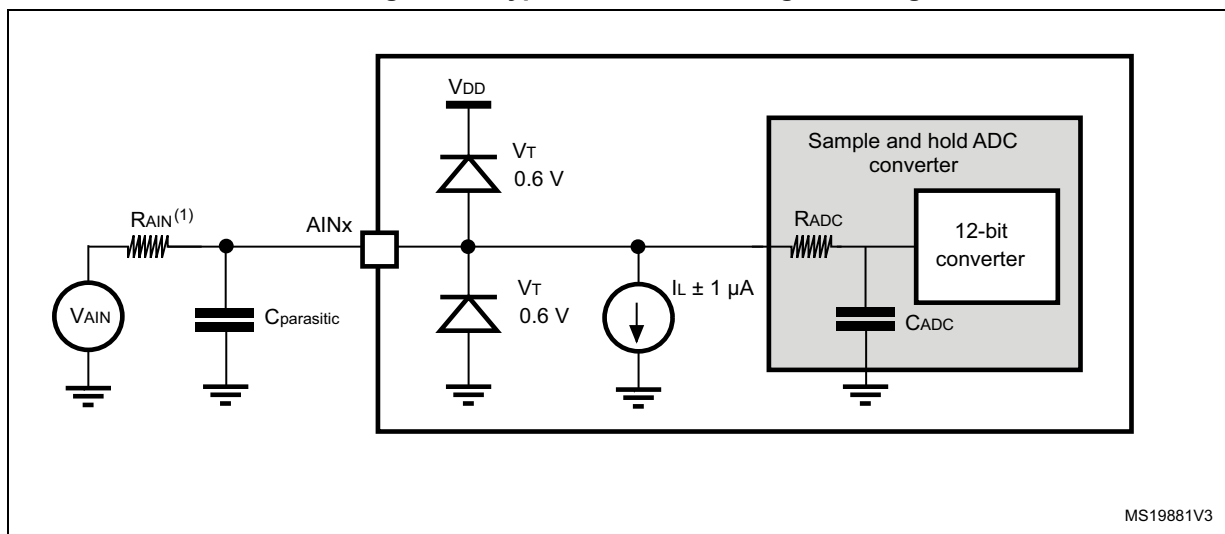 VDD
Sample and hold ADC
converter
VT
0.6 V
RAIN(1)
AINx
RADC
12-bit
converter
VT
0.6 V
IL ± 1 µA
VAIN
Cparasitic
CADC
MS19881V3